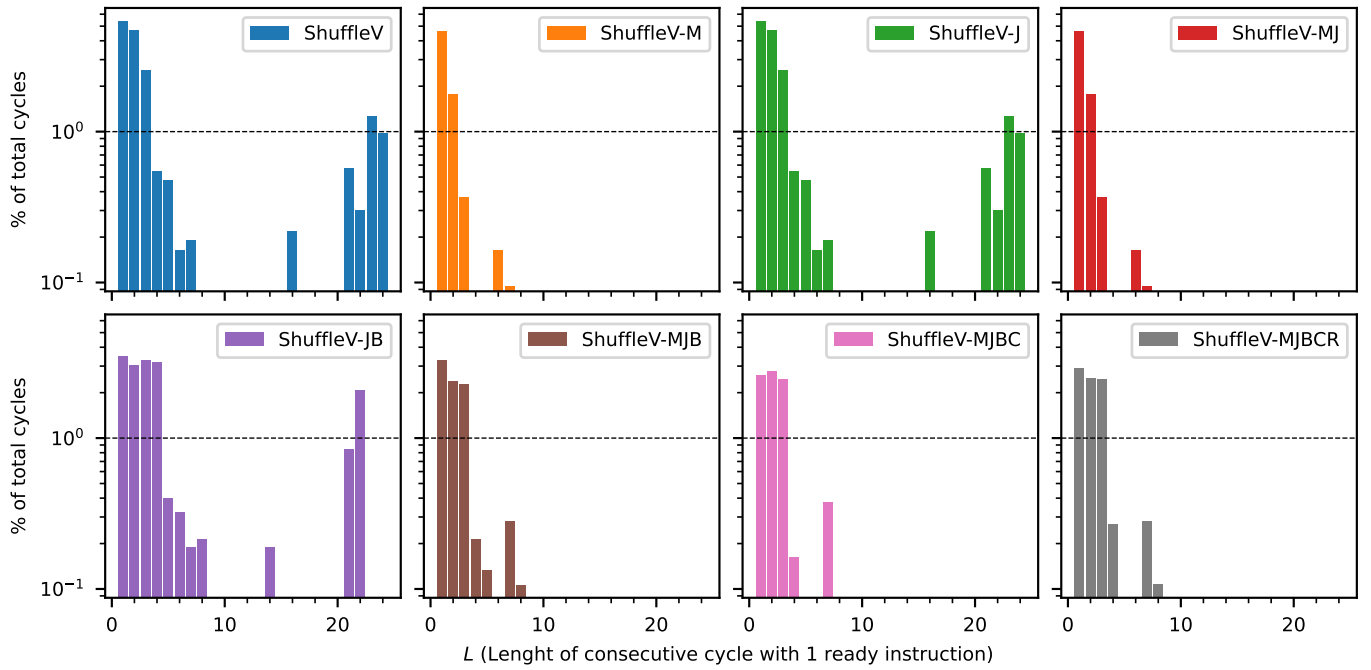 ShuffleV
ShuffleV-M
ShuffleV-J
ShuffleV-MJ
% of total cycles
10⁰
10⁻¹
ShuffleV-JB
ShuffleV-MJB
ShuffleV-MJBC
ShuffleV-MJBCR
% of total cycles
10⁰
10⁻¹
0 10 20 0 10 20 0 10 20 0 10 20
L (Lenght of consecutive cycle with 1 ready instruction)